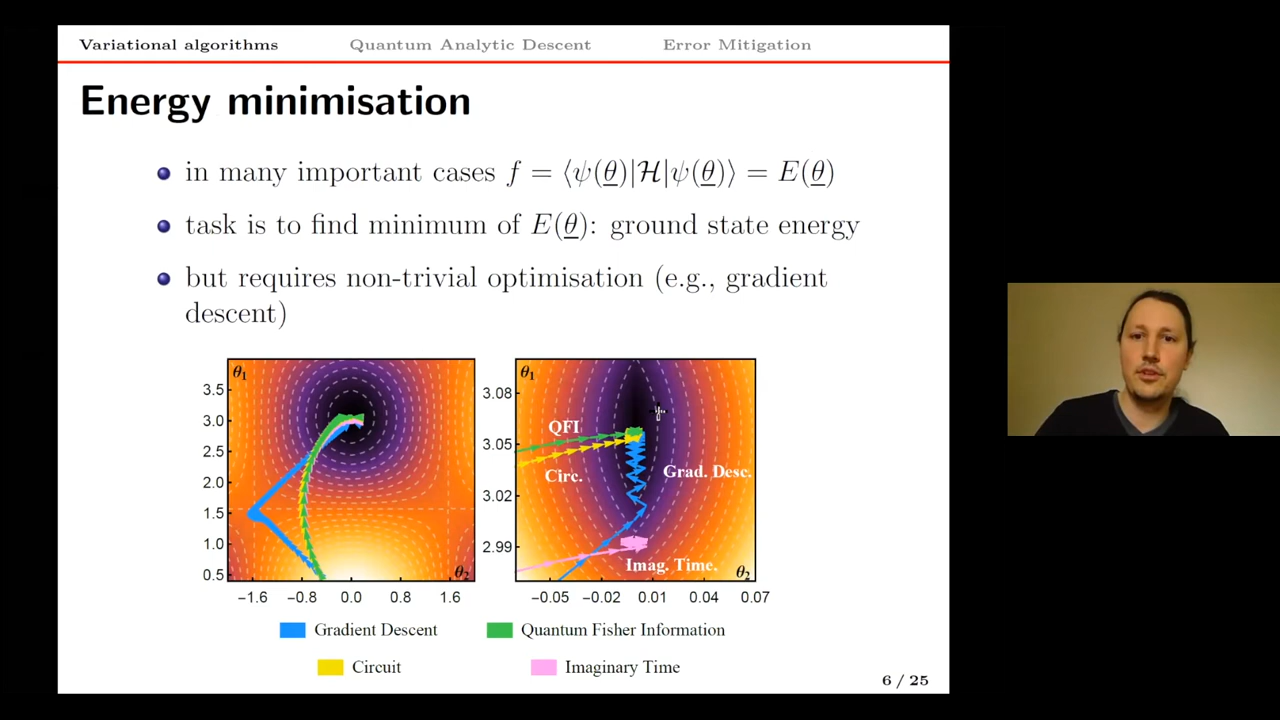 Variational algorithms Quantum Analytic Descent Error Mitigation
Energy minimisation
in many important cases f = ⟨ψ(θ)|ℋ|ψ(θ)⟩ = E(θ)
task is to find minimum of E(θ): ground state energy
but requires non-trivial optimisation (e.g., gradient
descent)
θ₁
3.5
3.0
2.5
2.0
1.5
1.0
0.5
θ₂
−1.6 −0.8 0.0 0.8 1.6
θ₁
3.08
3.05
3.02
2.99
QFI
Circ.
Grad. Desc.
Imag. Time.
θ₂
−0.05 −0.02 0.01 0.04 0.07
Gradient Descent Quantum Fisher Information
Circuit Imaginary Time
6 / 25